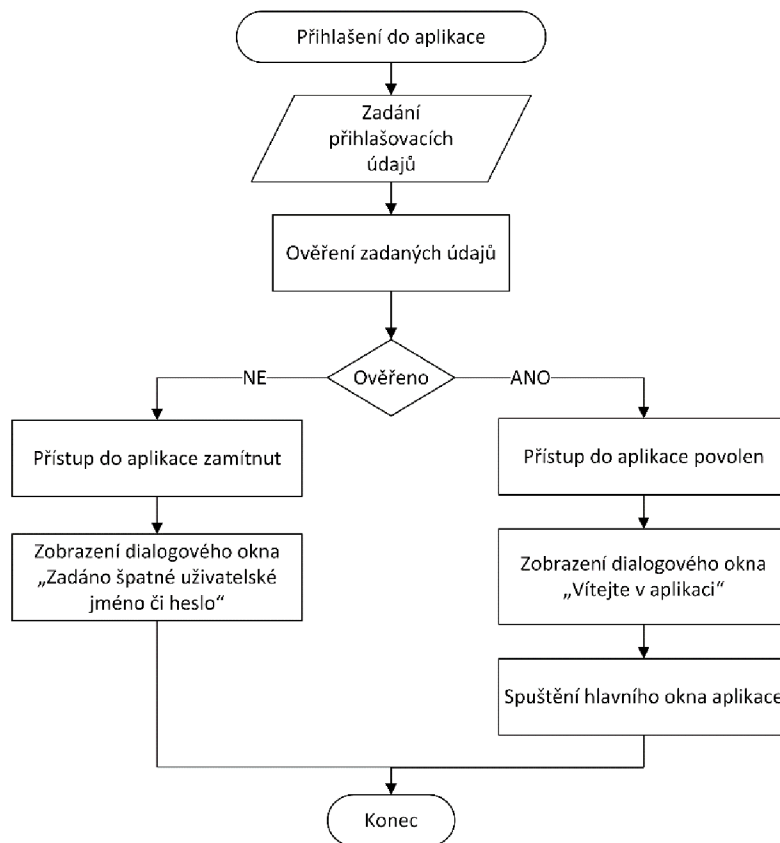 Přihlašení do aplikace
Zadání
přihlašovacích
údajů
Ověření zadaných údajů
NE
Ověřeno
ANO
Přístup do aplikace zamítnut
Přístup do aplikace povolen
Zobrazení dialogového okna
„Zadáno špatné uživatelské
jméno či heslo“
Zobrazení dialogového okna
„Vítejte v aplikaci“
Spuštění hlavního okna aplikace
Konec